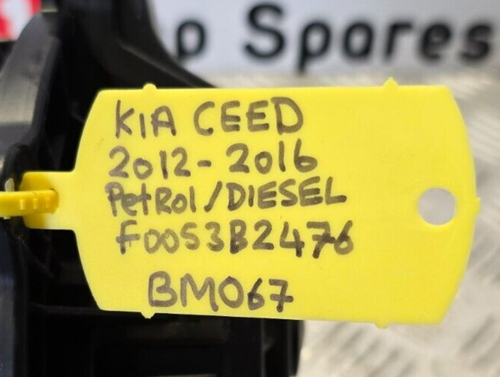 p Spares
KIA CEED
2012-2016
PetRol/DIESEL
F00S3B2476
BM067